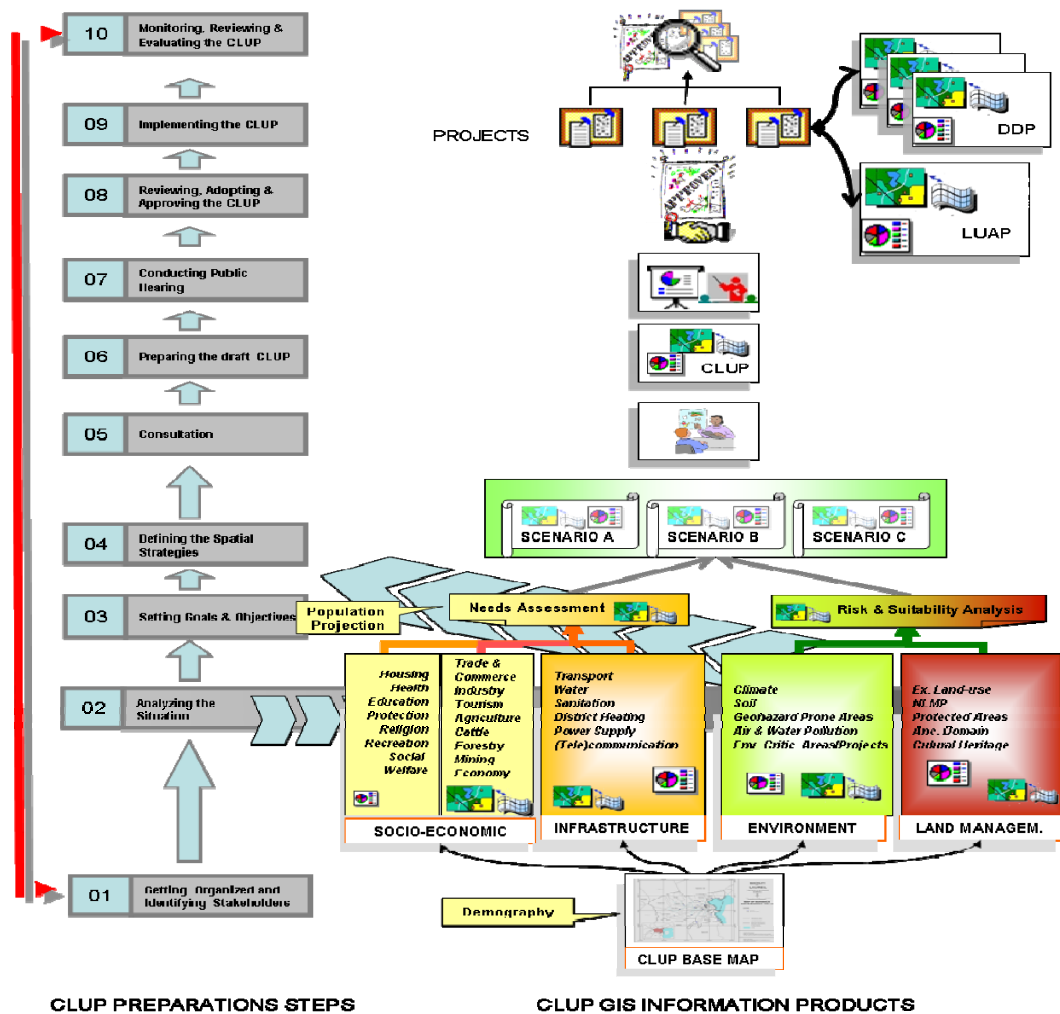 10
Monitoring, Reviewing &
Evaluating the CLUP
09
Implementing the CLUP
08
Reviewing, Adopting &
Approving the CLUP
07
Conducting Public
Hearing
06
Preparing the draft CLUP
05
Consultation
04
Defining the Spatial
Strategies
03
Setting Goals & Objectives
02
Analyzing the
Situation
01
Getting Organized and
Identifying Stakeholders
CLUP PREPARATIONS STEPS
APPROVED!
PROJECTS
DDP
LUAP
APPROVED!
CLUP
SCENARIO A
SCENARIO B
SCENARIO C
Population
Projection
Needs Assessment
Risk & Suitability Analysis
Housing
Health
Education
Protection
Religion
Recreation
Social
Welfare
Trade &
Commerce
Industry
Tourism
Agriculture
Cattle
Forestry
Mining
Economy
SOCIO-ECONOMIC
Transport
Water
Sanitation
District Heating
Power Supply
(Tele)communication
INFRASTRUCTURE
Climate
Soil
Geohazard Prone Areas
Air & Water Pollution
Env. Critic. Areas/Projects
ENVIRONMENT
Ex. Land-use
Protected Areas
Anc. Domain
Cultural Heritage
LAND MANAGEM.
Demography
CLUP BASE MAP
CLUP GIS INFORMATION PRODUCTS